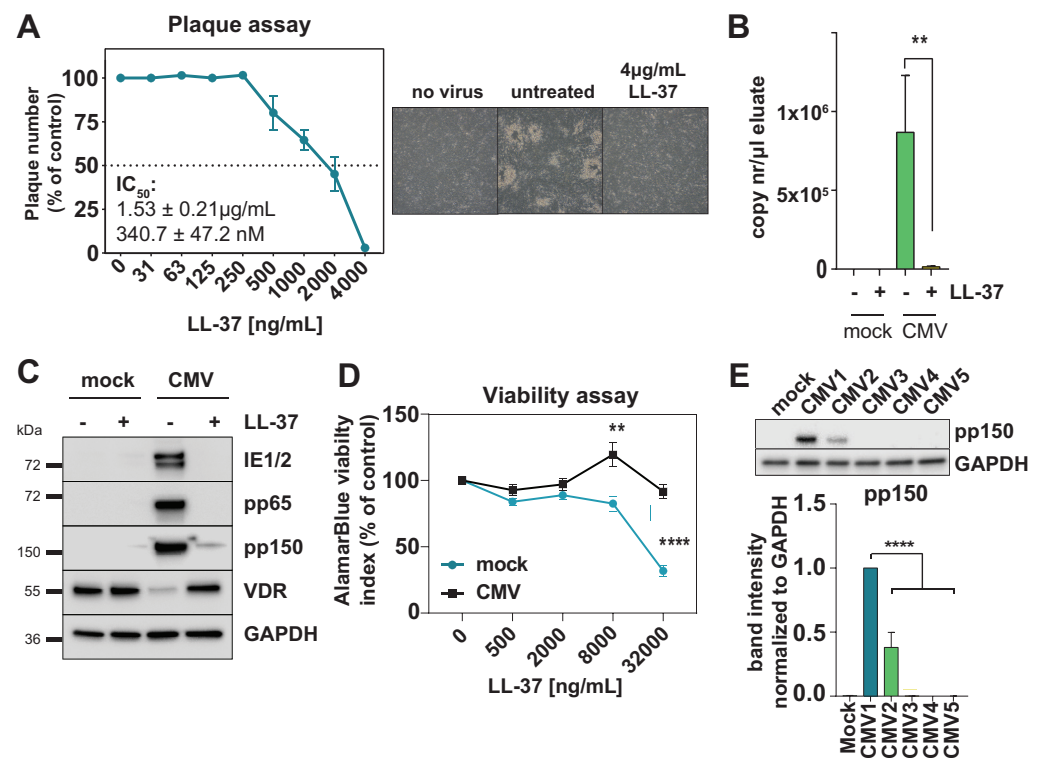 A
Plaque assay
Plaque number
(% of control)
100
75
50
25
0
IC50:
1.53 ± 0.21µg/mL
340.7 ± 47.2 nM
0 31 63 125 250 500 1000 2000 4000
LL-37 [ng/mL]
no virus
untreated
4µg/mL
LL-37
B
**
copy nr/µl eluate
1x10⁶
5x10⁵
0
- + - + LL-37
mock CMV
C
mock CMV
- + - + LL-37
kDa
72 IE1/2
72 pp65
150 pp150
55 VDR
36 GAPDH
D
Viability assay
AlamarBlue viabilty
index (% of control)
150
100
50
0
**
****
mock
CMV
0 500 2000 8000 32000
LL-37 [ng/mL]
E
mock CMV1 CMV2 CMV3 CMV4 CMV5
pp150
GAPDH
pp150
band intensity
normalized to GAPDH
1.5
1.0
0.5
0.0
****
Mock CMV1 CMV2 CMV3 CMV4 CMV5